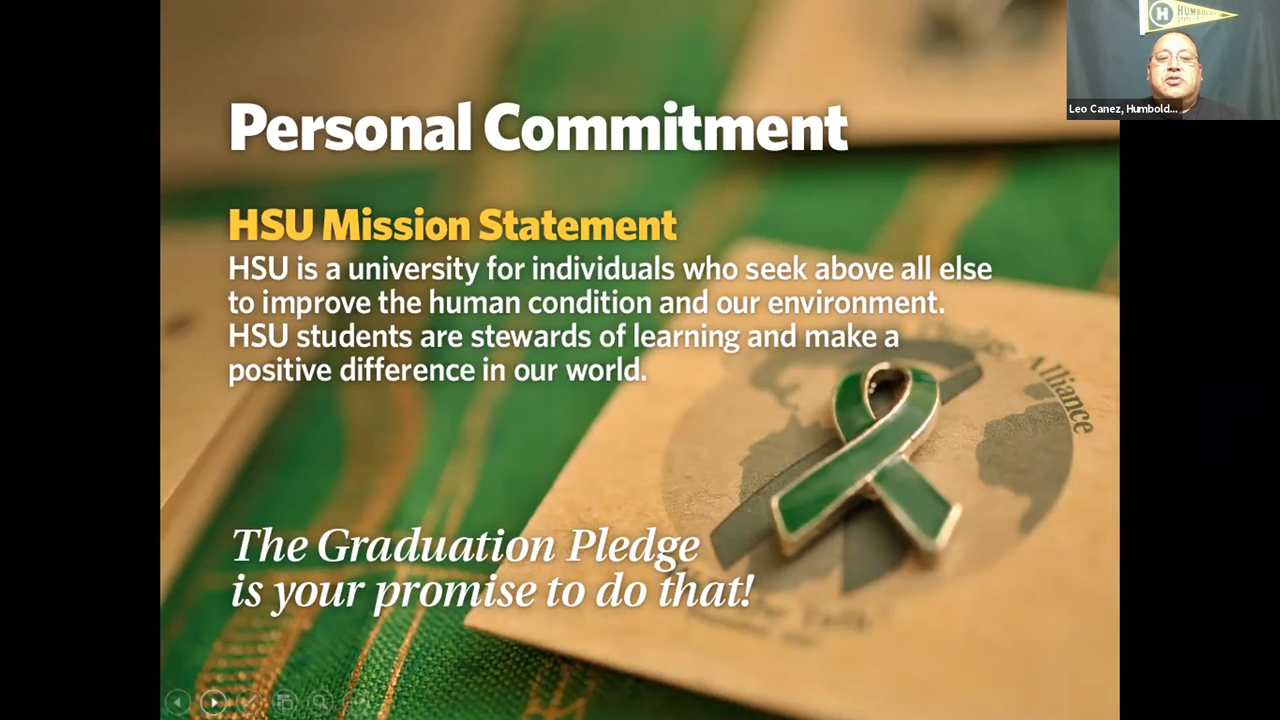 Personal Commitment
HSU Mission Statement
HSU is a university for individuals who seek above all else
to improve the human condition and our environment.
HSU students are stewards of learning and make a
positive difference in our world.
The Graduation Pledge
is your promise to do that!
Alliance
H HUMBOLDT
Leo Canez, Humbold...